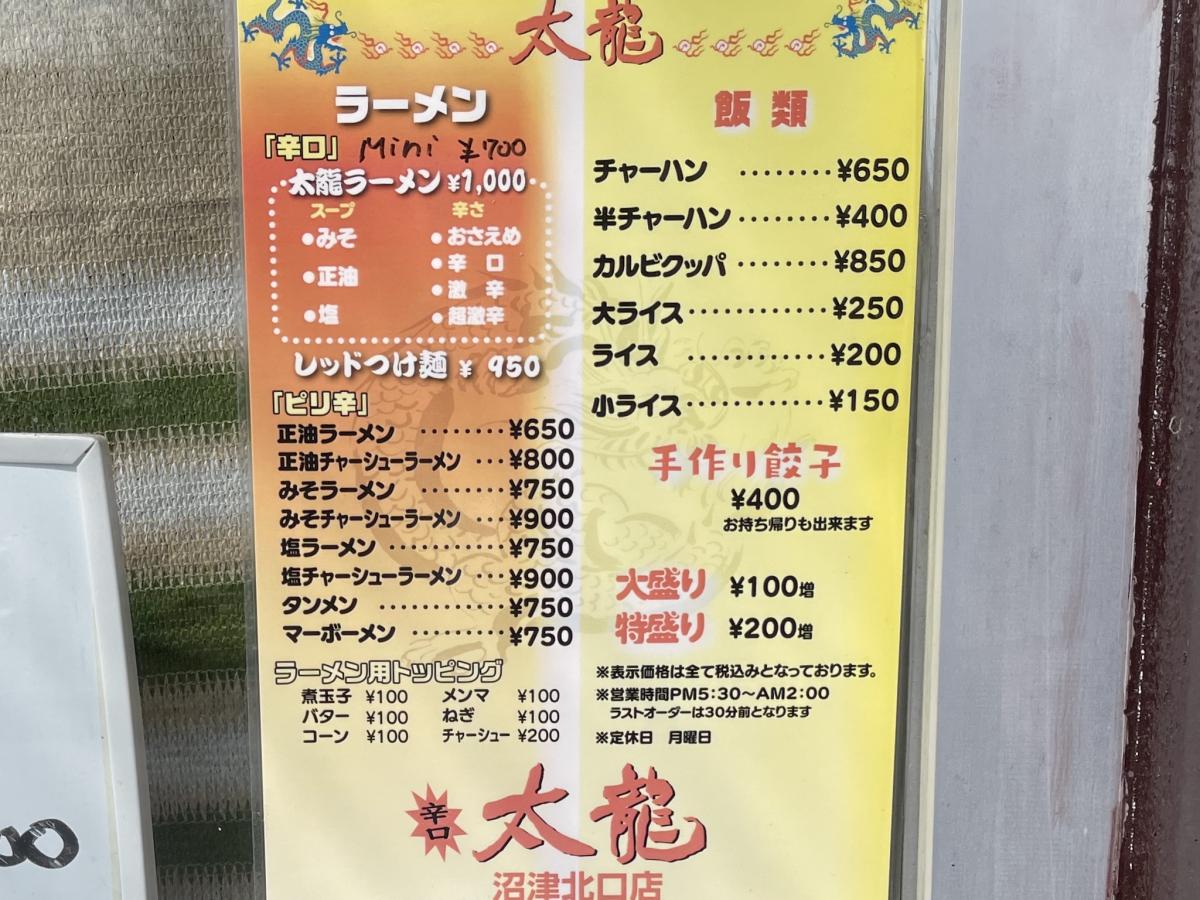 太龍
ラーメン
「辛口」 Mini ¥700
太龍ラーメン ¥1,000
スープ 辛さ
●みそ ●おさえめ
●正油 ●辛 口
●塩 ●激 辛
●超激辛
レッドつけ麺 ¥ 950
「ピリ辛」
正油ラーメン ········¥650
正油チャーシューラーメン ···¥800
みそラーメン ········¥750
みそチャーシューラーメン ···¥900
塩ラーメン ···········¥750
塩チャーシューラーメン ···¥900
タンメン ············¥750
マーボーメン ·········¥750
ラーメン用トッピング
煮玉子 ¥100 メンマ ¥100
バター ¥100 ねぎ ¥100
コーン ¥100 チャーシュー ¥200
飯 類
チャーハン ········¥650
半チャーハン ········¥400
カルビクッパ ········¥850
大ライス ············¥250
ライス ············¥200
小ライス ············¥150
手作り餃子
¥400
お持ち帰りも出来ます
大盛り ¥100増
特盛り ¥200増
※表示価格は全て税込みとなっております。
※営業時間PM5:30〜AM2:00
ラストオーダーは30分前となります
※定休日 月曜日
辛口 太龍
沼津北口店